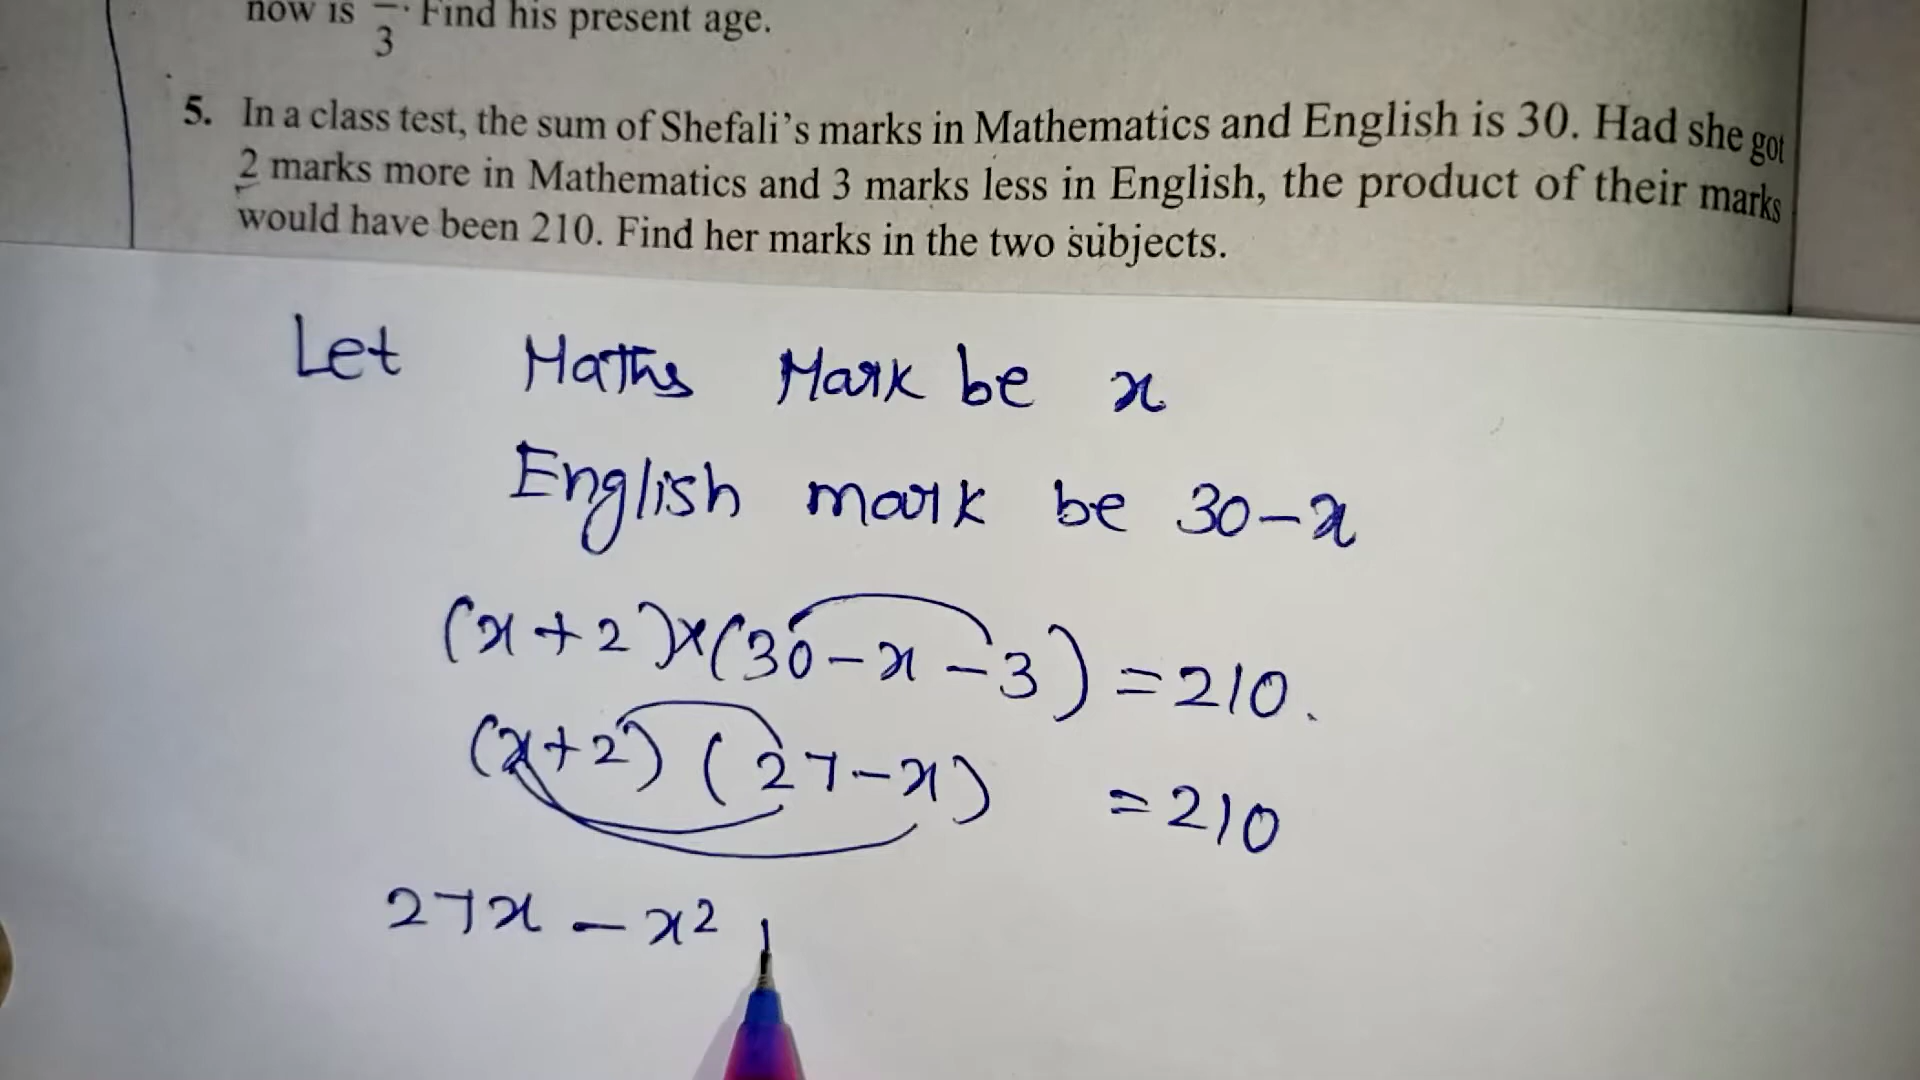 now is –/3. Find his present age.
5. In a class test, the sum of Shefali's marks in Mathematics and English is 30. Had she got
2 marks more in Mathematics and 3 marks less in English, the product of their marks
would have been 210. Find her marks in the two subjects.
Let Maths Mark be x
English mark be 30-x
(x+2)×(30-x-3) = 210.
(x+2) (27-x) = 210
27x - x²